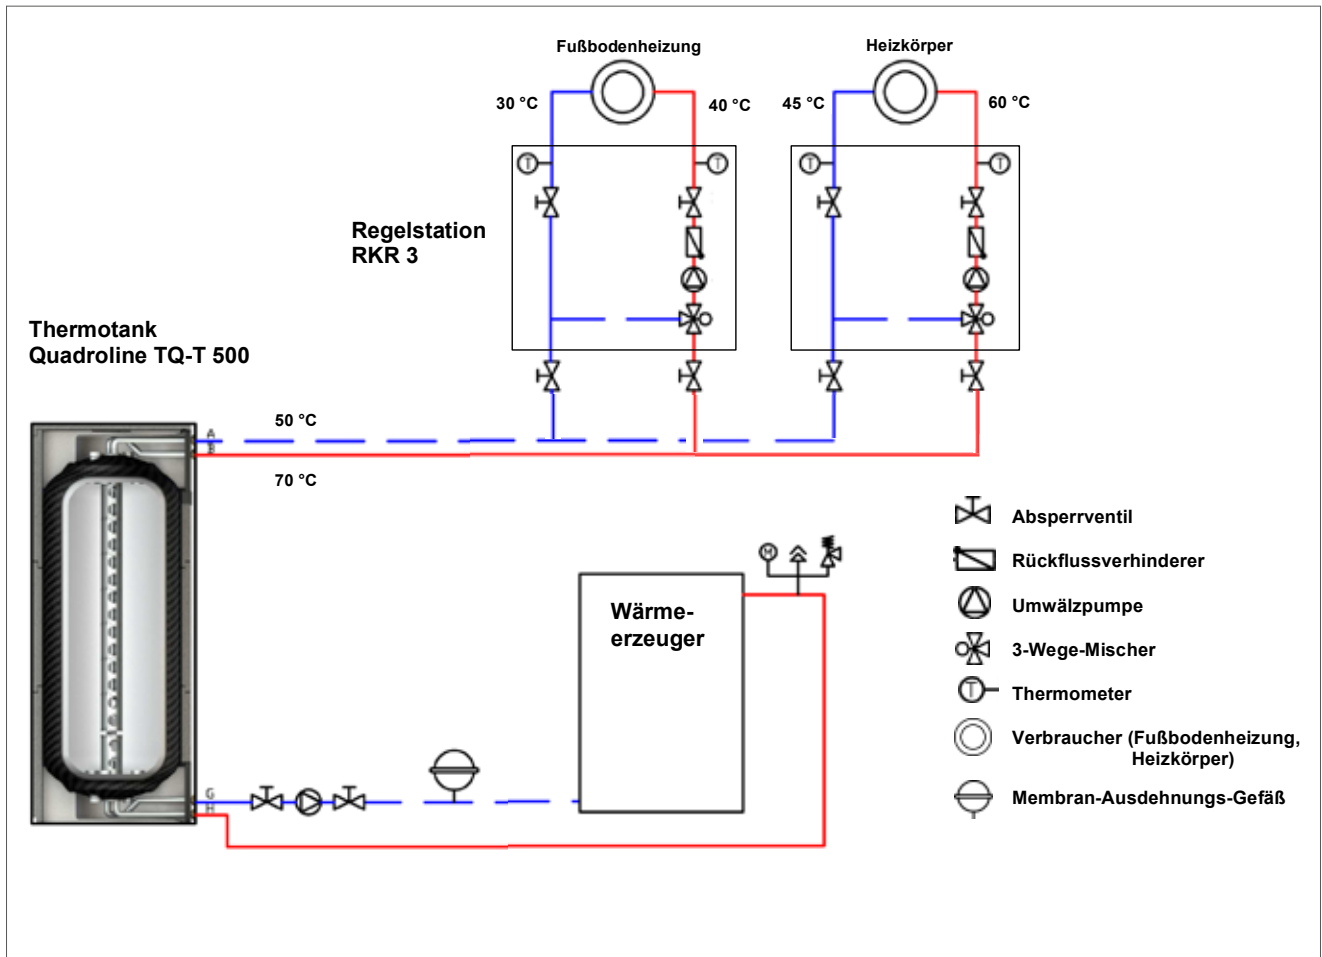 Fußbodenheizung
Heizkörper
30 °C
40 °C
45 °C
60 °C
T
T
T
T
Regelstation
RKR 3
Thermotank
Quadroline TQ-T 500
50 °C
A
B
70 °C
Absperrventil
M
Rückflussverhinderer
Wärme-
erzeuger
Umwälzpumpe
3-Wege-Mischer
T
Thermometer
Verbraucher (Fußbodenheizung,
Heizkörper)
G
H
Membran-Ausdehnungs-Gefäß